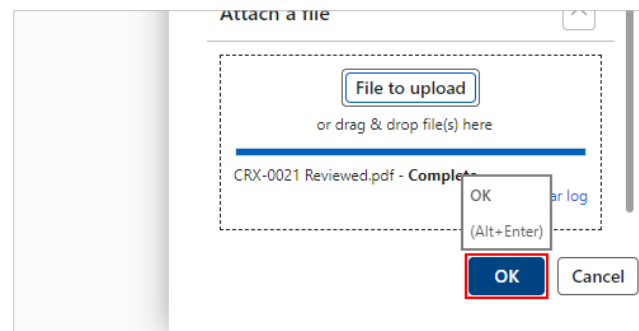 Attach a file
File to upload
or drag & drop file(s) here
CRX-0021 Reviewed.pdf - Complete
OK
ar log
(Alt+Enter)
OK
Cancel